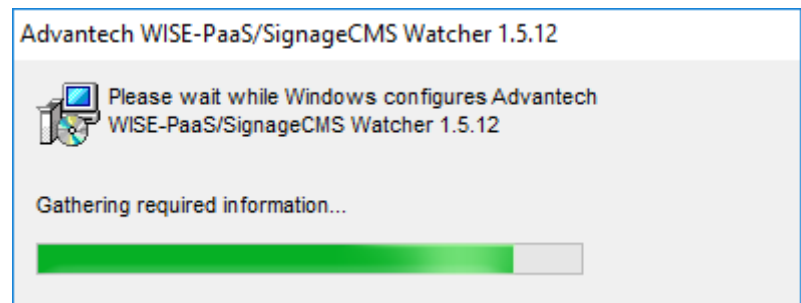 Advantech WISE-PaaS/SignageCMS Watcher 1.5.12
Please wait while Windows configures Advantech
WISE-PaaS/SignageCMS Watcher 1.5.12
Gathering required information...